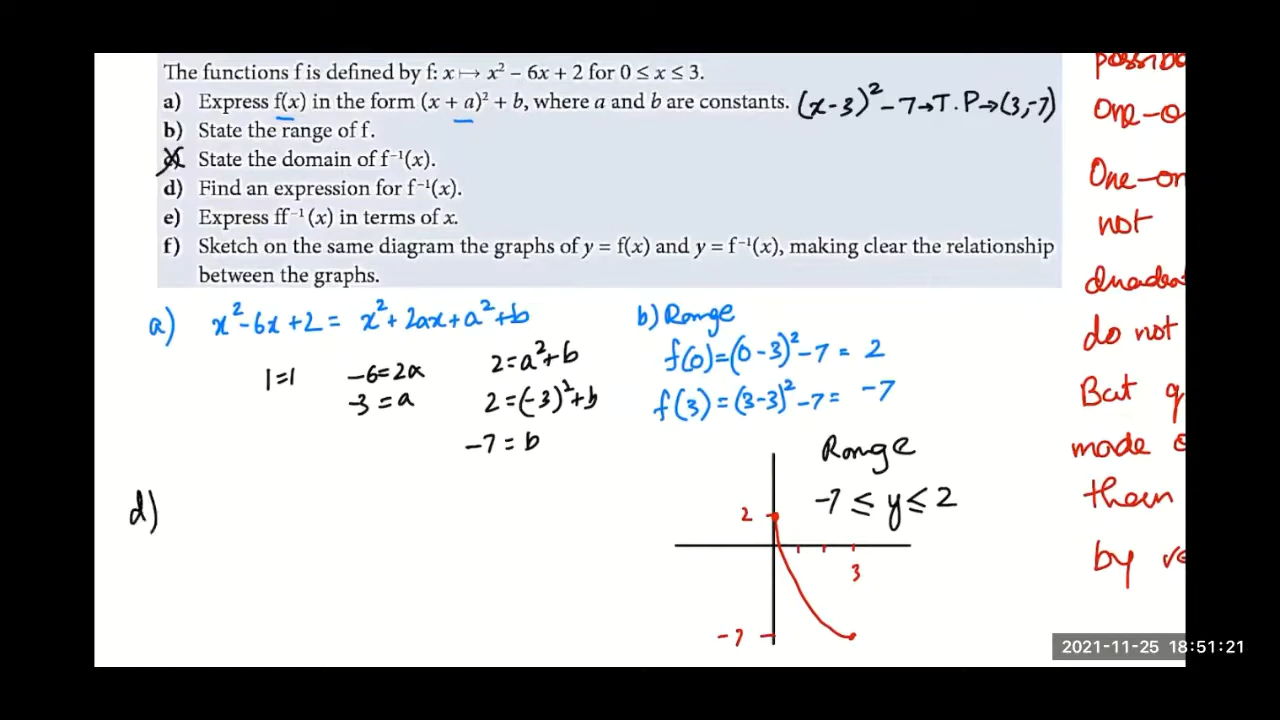 The functions f is defined by f: x ↦ x² – 6x + 2 for 0 ≤ x ≤ 3.
a) Express f(x) in the form (x + a)² + b, where a and b are constants. (x-3)² -7→T.P→(3,-7)
b) State the range of f.
State the domain of f⁻¹(x).
d) Find an expression for f⁻¹(x).
e) Express ff⁻¹(x) in terms of x.
f) Sketch on the same diagram the graphs of y = f(x) and y = f⁻¹(x), making clear the relationship
between the graphs.
a) x²-6x+2 = x²+2ax+a²+b
1=1
-6=2a
-3=a
2=a²+b
2=(-3)²+b
-7=b
b) Range
f(0)=(0-3)²-7= 2
f(3)=(3-3)²-7= -7
Range
-7 ≤ y ≤ 2
2
3
-7
d)
One-
not
do not
But
made
them
by
2021-11-25 18:51:21